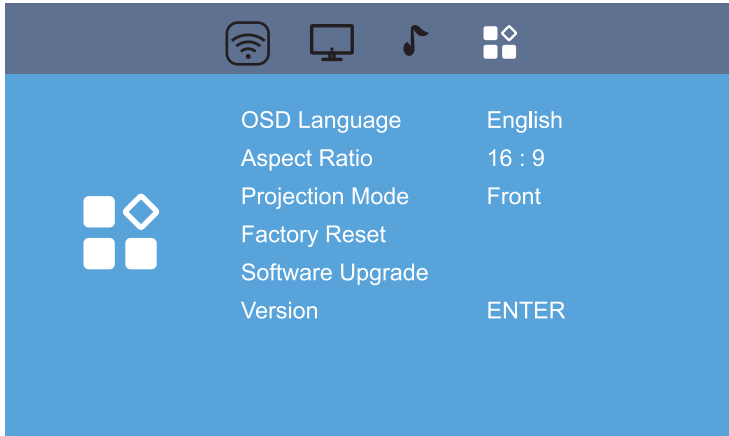 OSD Language English
Aspect Ratio 16 : 9
Projection Mode Front
Factory Reset
Software Upgrade
Version ENTER